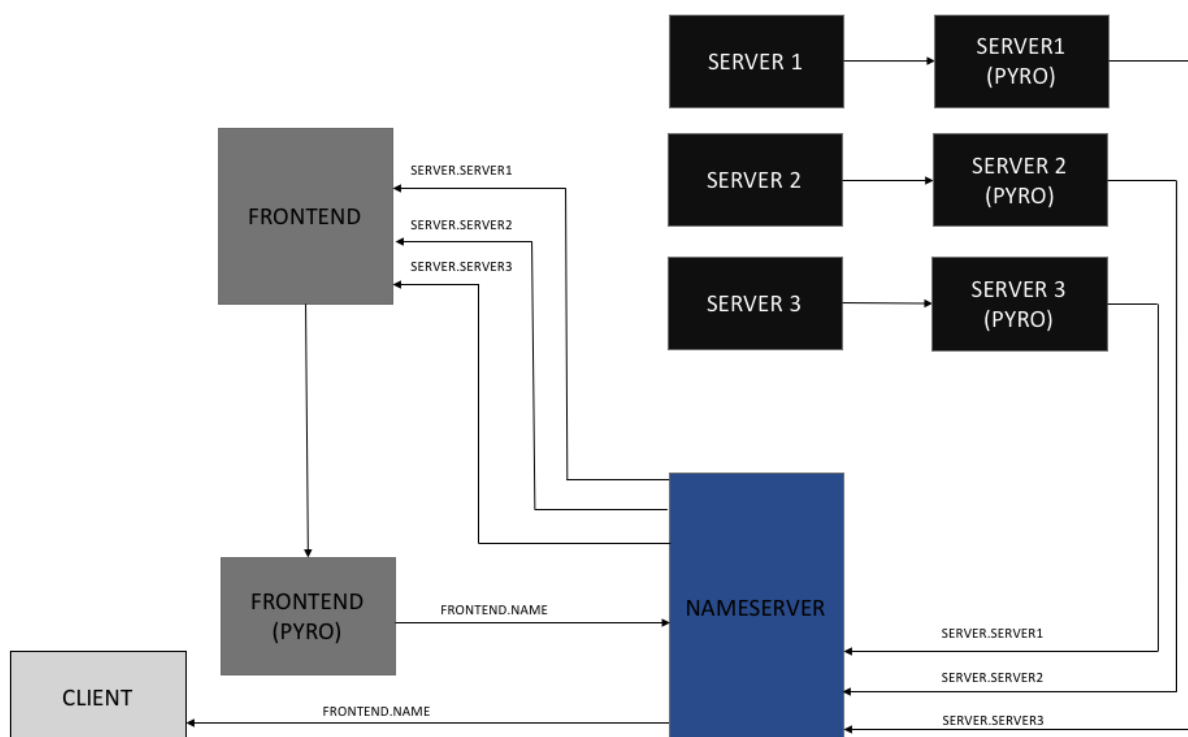 SERVER 1
SERVER1
(PYRO)
SERVER 2
SERVER 2
(PYRO)
SERVER 3
SERVER 3
(PYRO)
FRONTEND
SERVER.SERVER1
SERVER.SERVER2
SERVER.SERVER3
FRONTEND
(PYRO)
FRONTEND.NAME
NAMESERVER
SERVER.SERVER1
SERVER.SERVER2
SERVER.SERVER3
CLIENT
FRONTEND.NAME